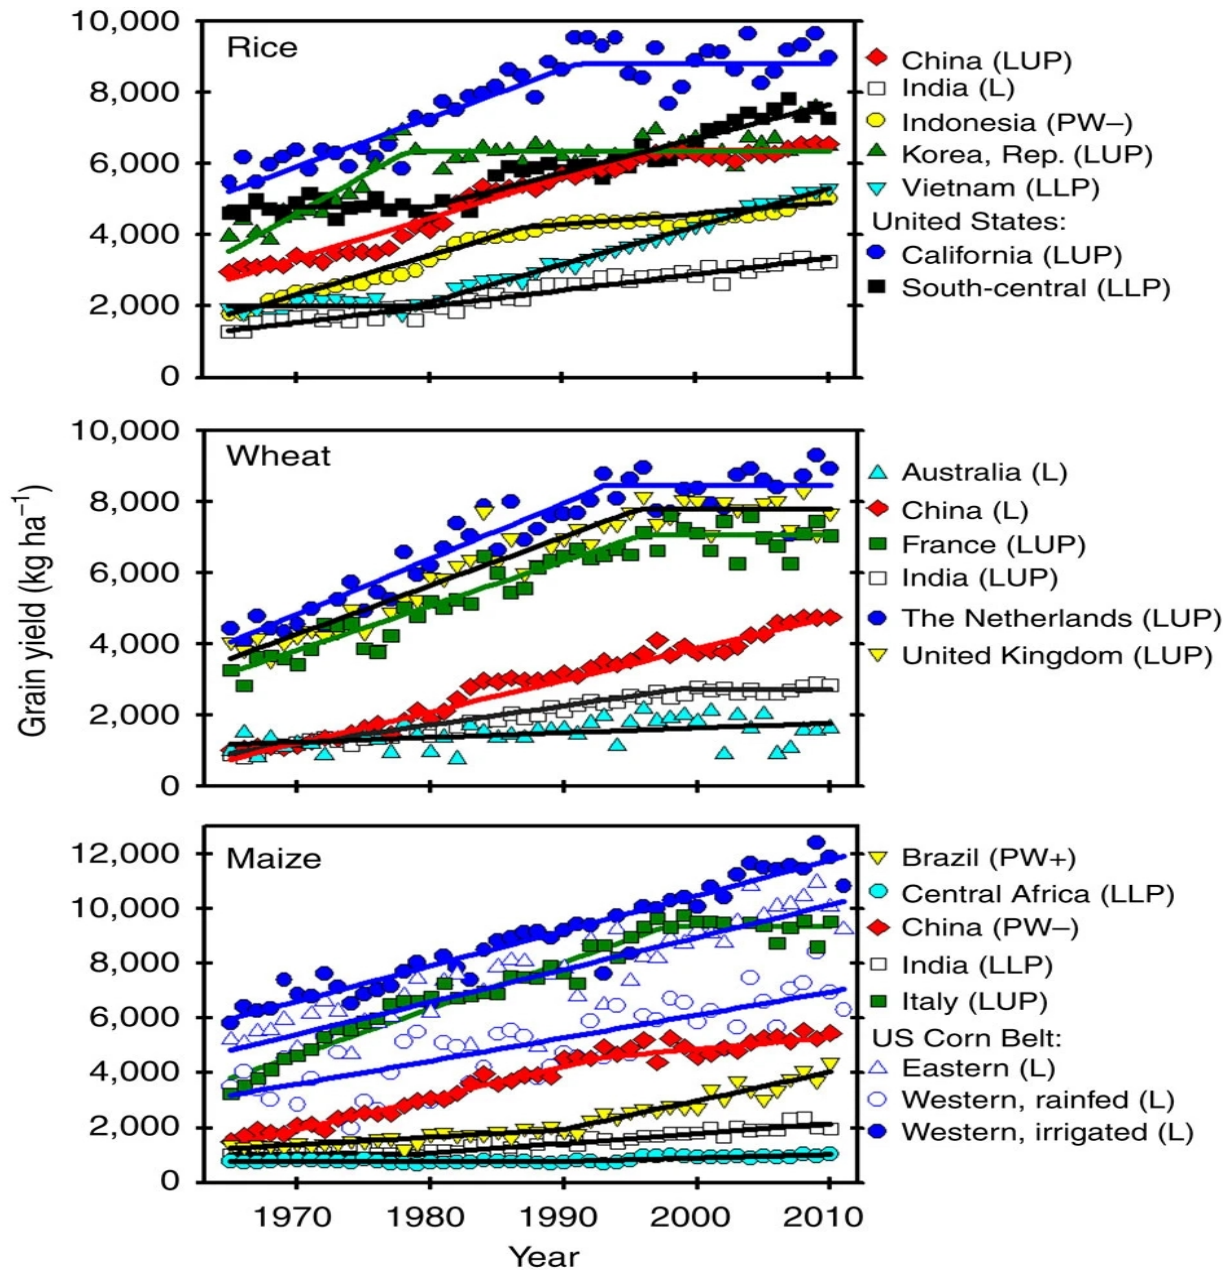 10,000
8,000
6,000
4,000
2,000
0
Rice
China (LUP)
India (L)
Indonesia (PW–)
Korea, Rep. (LUP)
Vietnam (LLP)
United States:
California (LUP)
South-central (LLP)
Grain yield (kg ha⁻¹)
10,000
8,000
6,000
4,000
2,000
0
Wheat
Australia (L)
China (L)
France (LUP)
India (LUP)
The Netherlands (LUP)
United Kingdom (LUP)
12,000
10,000
8,000
6,000
4,000
2,000
0
Maize
Brazil (PW+)
Central Africa (LLP)
China (PW–)
India (LLP)
Italy (LUP)
US Corn Belt:
Eastern (L)
Western, rainfed (L)
Western, irrigated (L)
1970 1980 1990 2000 2010
Year